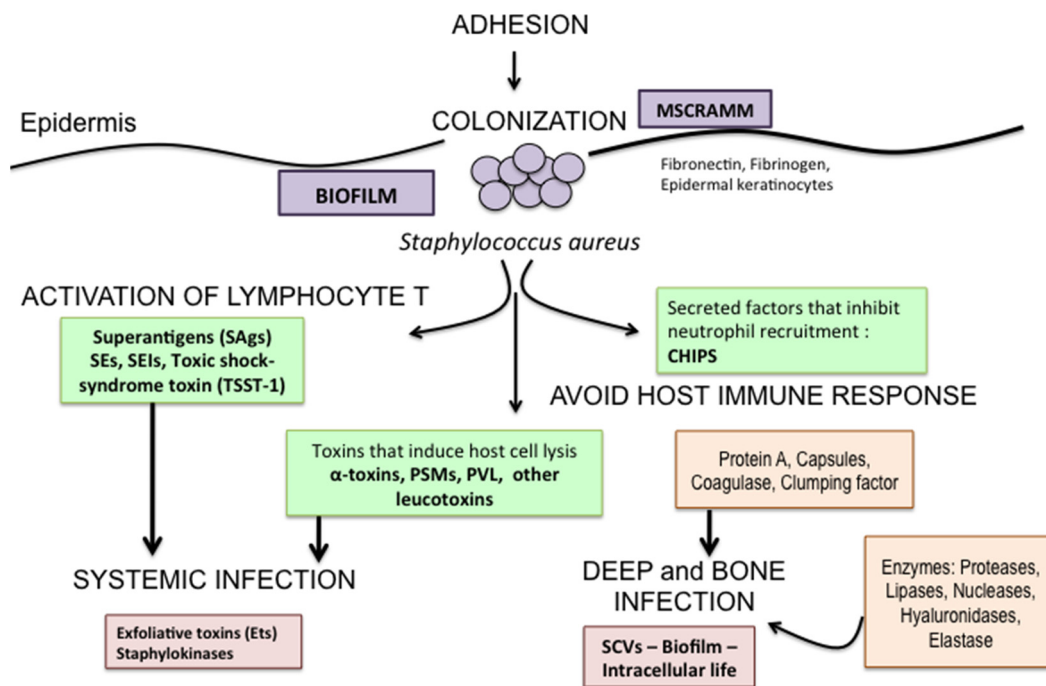 ADHESION
Epidermis
COLONIZATION
MSCRAMM
Fibronectin, Fibrinogen,
Epidermal keratinocytes
BIOFILM
Staphylococcus aureus
ACTIVATION OF LYMPHOCYTE T
Superantigens (SAgs)
SEs, SEIs, Toxic shock-
syndrome toxin (TSST-1)
Secreted factors that inhibit
neutrophil recruitment :
CHIPS
AVOID HOST IMMUNE RESPONSE
Toxins that induce host cell lysis
α-toxins, PSMs, PVL, other
leucotoxins
Protein A, Capsules,
Coagulase, Clumping factor
SYSTEMIC INFECTION
DEEP and BONE
INFECTION
Enzymes: Proteases,
Lipases, Nucleases,
Hyaluronidases,
Elastase
Exfoliative toxins (Ets)
Staphylokinases
SCVs – Biofilm –
Intracellular life